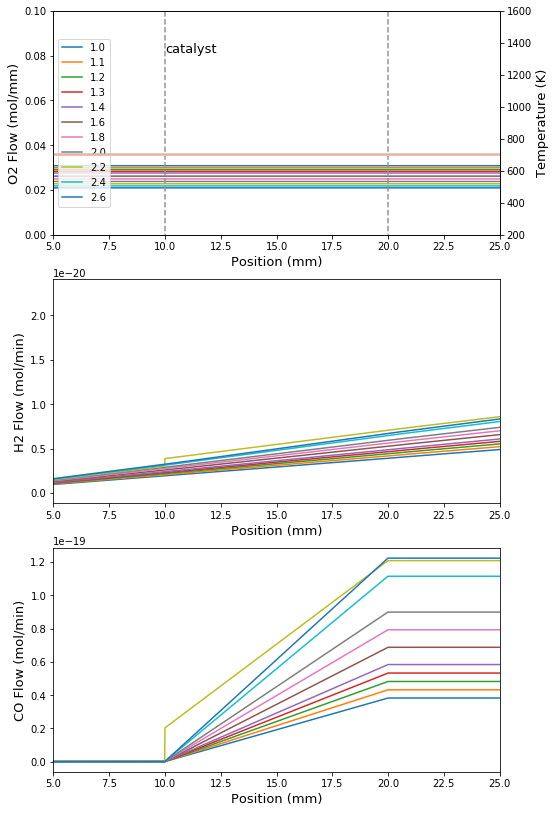 0.10
0.08
0.06
0.04
0.02
0.00
O2 Flow (mol/mm)
1.0
1.1
1.2
1.3
1.4
1.6
1.8
2.0
2.2
2.4
2.6
catalyst
1600
1400
1200
1000
800
600
400
200
Temperature (K)
5.0 7.5 10.0 12.5 15.0 17.5 20.0 22.5 25.0
Position (mm)
1e−20
2.0
1.5
1.0
0.5
0.0
H2 Flow (mol/min)
5.0 7.5 10.0 12.5 15.0 17.5 20.0 22.5 25.0
Position (mm)
1e−19
1.2
1.0
0.8
0.6
0.4
0.2
0.0
CO Flow (mol/min)
5.0 7.5 10.0 12.5 15.0 17.5 20.0 22.5 25.0
Position (mm)